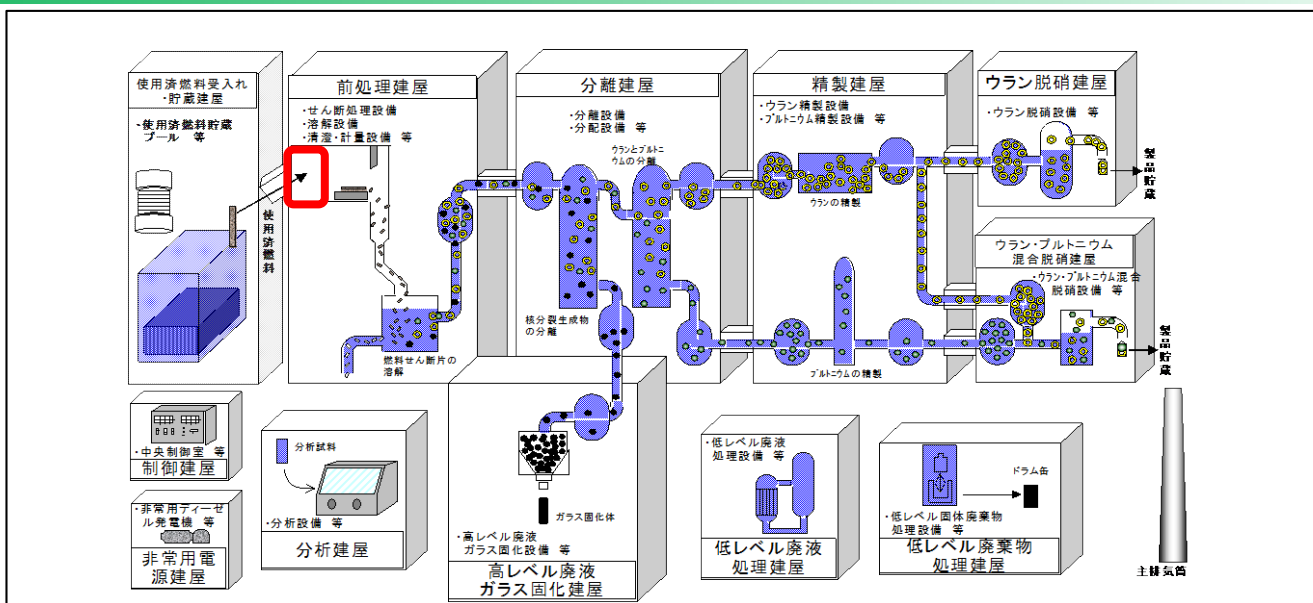 使用済燃料受入れ
・貯蔵建屋
・使用済燃料貯蔵
プール 等
使用済燃料
前処理建屋
・せん断処理設備
・溶解設備
・清澄・計量設備 等
燃料せん断片の
溶解
分離建屋
・分離設備
・分配設備 等
ウランとプルトニ
ウムの分離
核分裂生成物
の分離
精製建屋
・ウラン精製設備
・プルトニウム精製設備 等
ウランの精製
プルトニウムの精製
ウラン脱硝建屋
・ウラン脱硝設備 等
製品貯蔵
ウラン・プルトニウム
混合脱硝建屋
・ウラン・プルトニウム混合
脱硝設備 等
製品貯蔵
・中央制御室 等
制御建屋
・非常用ディーゼ
ル発電機 等
非常用電
源建屋
分析試料
・分析設備 等
分析建屋
ガラス固化体
・高レベル廃液
ガラス固化設備 等
高レベル廃液
ガラス固化建屋
・低レベル廃液
処理設備 等
低レベル廃液
処理建屋
ドラム缶
・低レベル固体廃棄物
処理設備 等
低レベル廃棄物
処理建屋
主排気筒